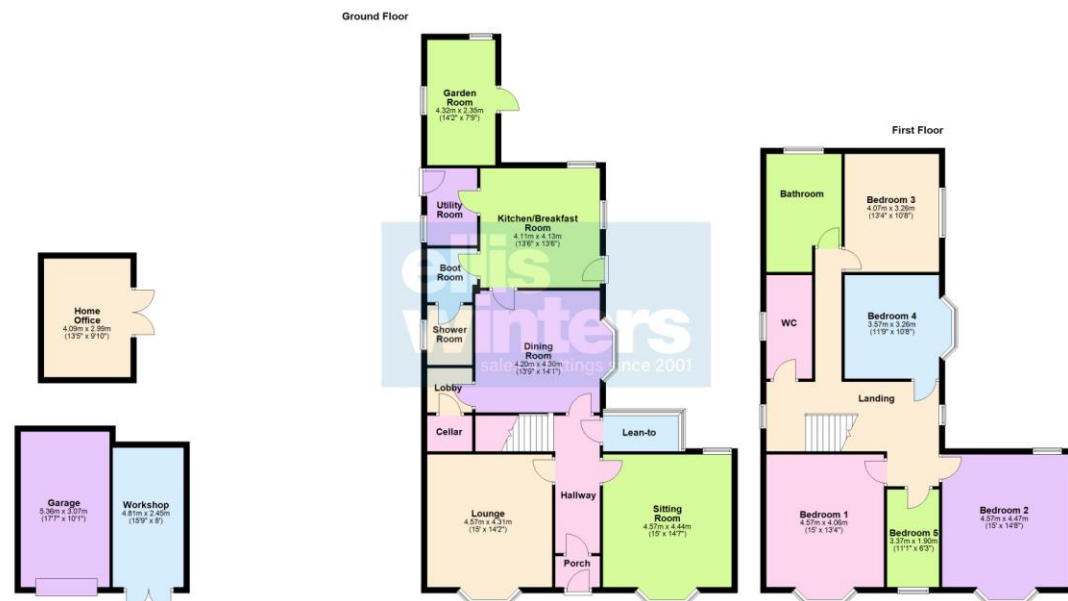 Ground Floor
Garden
Room
4.32m x 2.35m
(14'2" x 7'9")
First Floor
Utility
Room
Kitchen/Breakfast
Room
4.11m x 4.13m
(13'6" x 13'6")
Bathroom
Bedroom 3
4.07m x 3.26m
(13'4" x 10'8")
ellis
winters
sales
lettings since 2001
Boot
Room
Shower
Room
Dining
Room
4.20m x 4.30m
(13'9" x 14'1")
Lobby
Cellar
Lean-to
WC
Bedroom 4
3.57m x 3.26m
(11'9" x 10'8")
Landing
Home
Office
4.09m x 2.99m
(13'5" x 9'10")
Garage
5.36m x 3.07m
(17'7" x 10'1")
Workshop
4.81m x 2.45m
(15'9" x 8')
Lounge
4.57m x 4.31m
(15' x 14'2")
Hallway
Porch
Sitting
Room
4.57m x 4.44m
(15' x 14'7")
Bedroom 1
4.57m x 4.06m
(15' x 13'4")
Bedroom 5
3.37m x 1.90m
(11'1" x 6'3")
Bedroom 2
4.57m x 4.47m
(15' x 14'8")